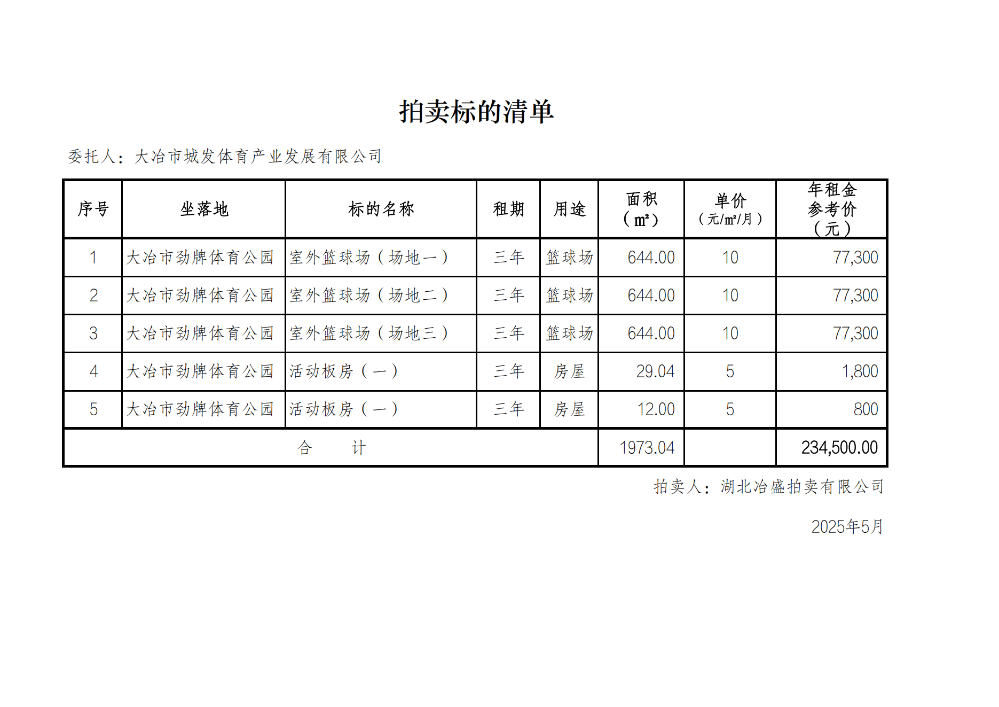 拍卖标的清单
委托人：大冶市城发体育产业发展有限公司
序号 坐落地 标的名称 租期 用途 面积（㎡） 单价（元/㎡/月） 年租金参考价（元）
1 大冶市劲牌体育公园 室外篮球场（场地一） 三年 篮球场 644.00 10 77,300
2 大冶市劲牌体育公园 室外篮球场（场地二） 三年 篮球场 644.00 10 77,300
3 大冶市劲牌体育公园 室外篮球场（场地三） 三年 篮球场 644.00 10 77,300
4 大冶市劲牌体育公园 活动板房（一） 三年 房屋 29.04 5 1,800
5 大冶市劲牌体育公园 活动板房（一） 三年 房屋 12.00 5 800
合 计 1973.04 234,500.00
拍卖人：湖北冶盛拍卖有限公司
2025年5月